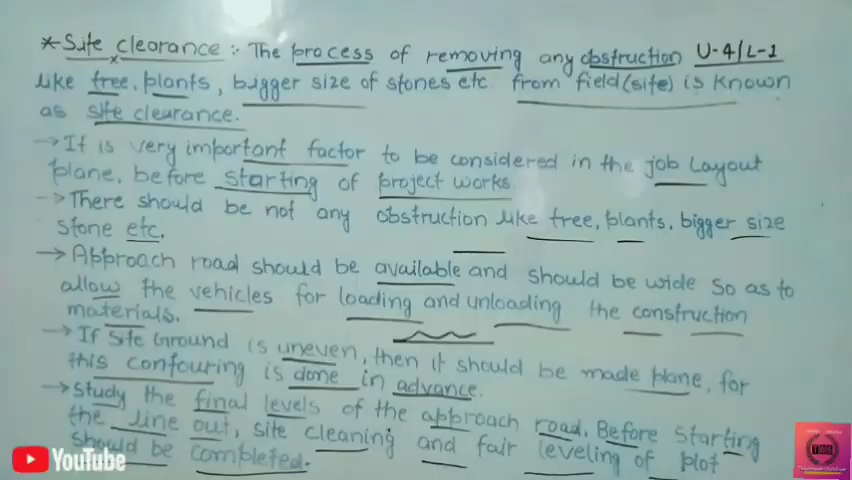 *Site clearance :- The process of removing any obstruction U-4/L-1
like tree, plants, bigger size of stones etc. from field(site) is known
as site clearance.
→ It is very important factor to be considered in the job Layout
plane, before starting of project works.
→ There should be not any obstruction like tree, plants, bigger size
stone etc.
→ Approach road should be available and should be wide so as to
allow the vehicles for loading and unloading the construction
materials.
→ If Site Ground is uneven, then it should be made plane, for
this contouring is done in advance.
→ Study the final levels of the approach road. Before starting
the line out, site cleaning and fair leveling of plot
should be completed.
YouTube